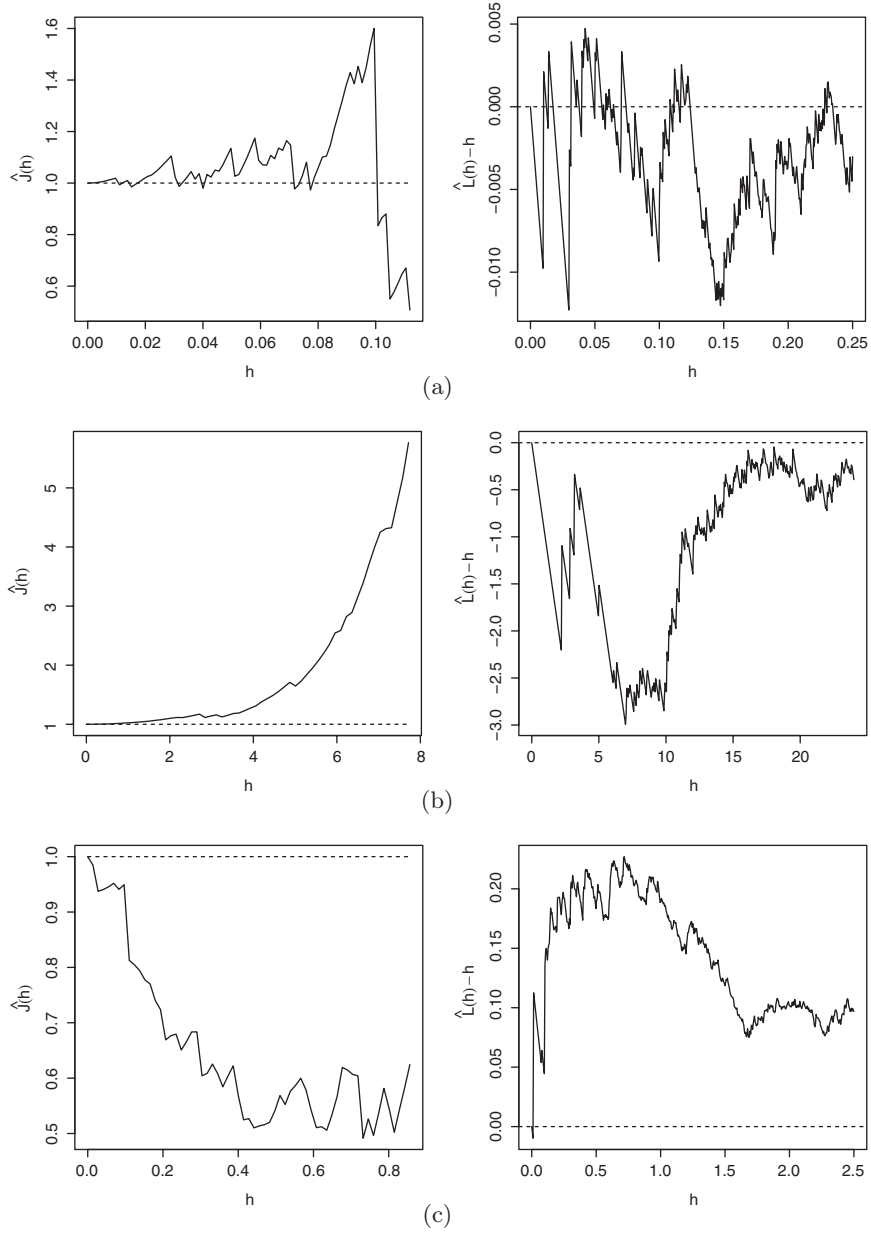 1.6
1.4
1.2
1.0
0.8
0.6
Ĵ(h)
0.00 0.02 0.04 0.06 0.08 0.10
h
0.005
0.000
−0.005
−0.010
L̂(h)−h
0.00 0.05 0.10 0.15 0.20 0.25
h
(a)
5
4
3
2
1
Ĵ(h)
0 2 4 6 8
h
0.0
−0.5
−1.0
−1.5
−2.0
−2.5
−3.0
L̂(h)−h
0 5 10 15 20
h
(b)
1.0
0.9
0.8
0.7
0.6
0.5
Ĵ(h)
0.0 0.2 0.4 0.6 0.8
h
0.20
0.15
0.10
0.05
0.00
L̂(h)−h
0.0 0.5 1.0 1.5 2.0 2.5
h
(c)